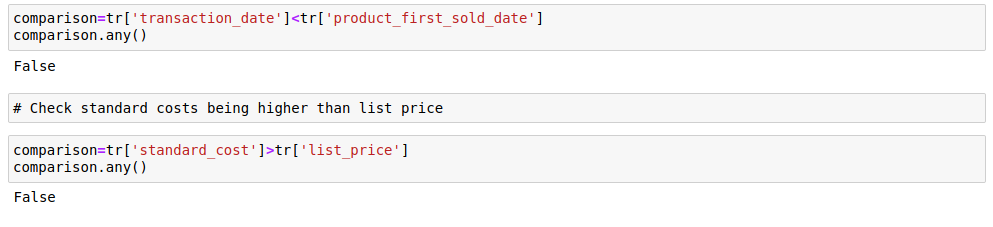 comparison=tr['transaction_date']<tr['product_first_sold_date']
comparison.any()
False
# Check standard costs being higher than list price
comparison=tr['standard_cost']>tr['list_price']
comparison.any()
False